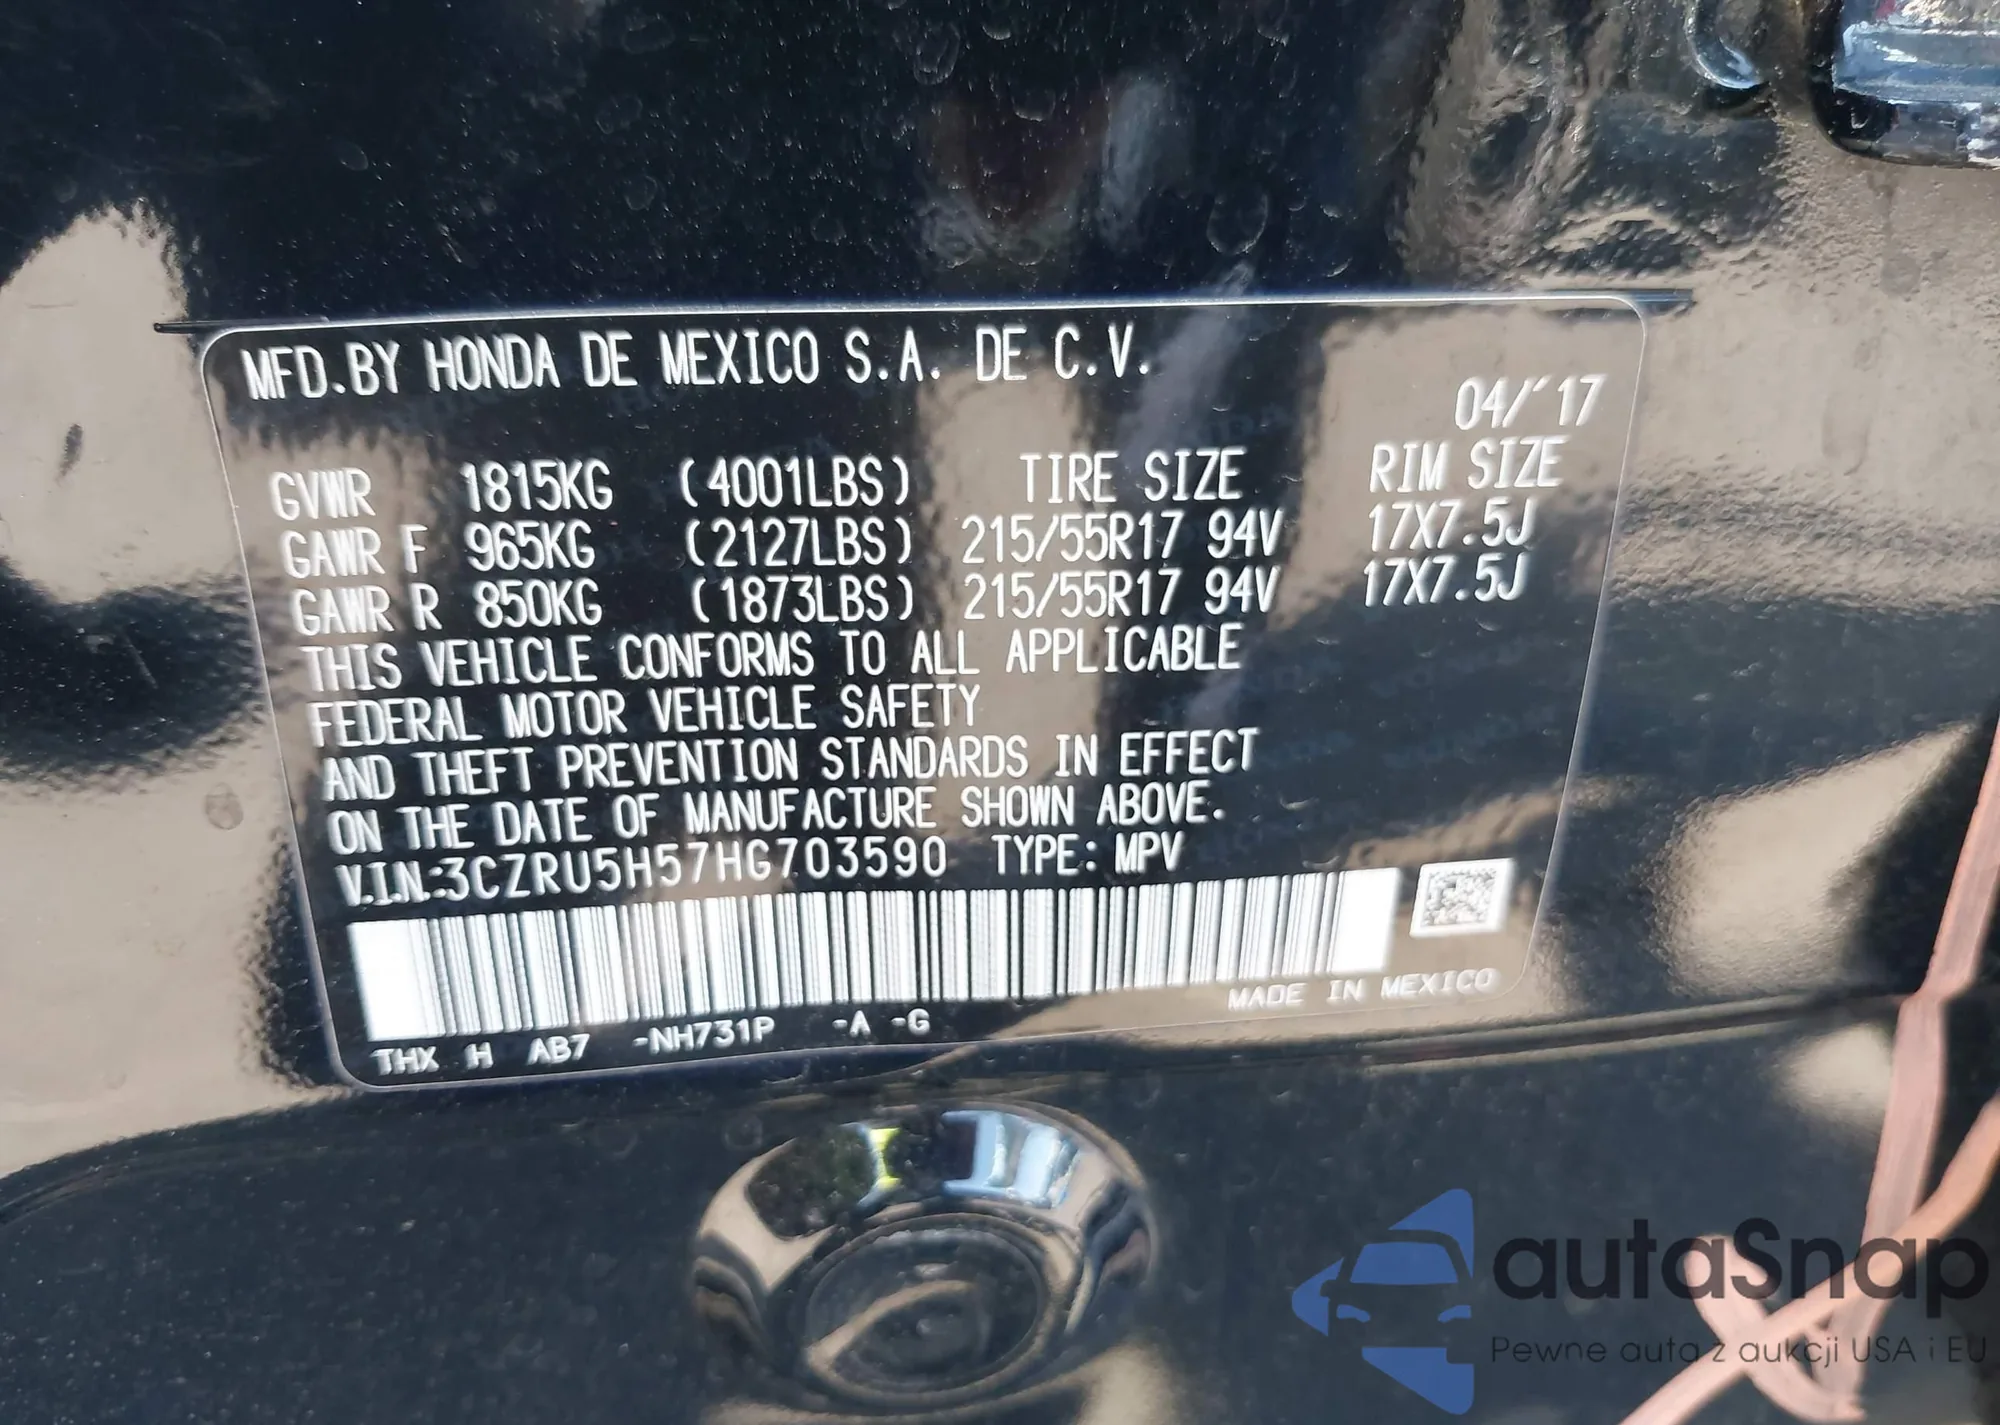 MFD.BY HONDA DE MEXICO S.A. DE C.V.
04/'17
GVWR 1815KG (4001LBS) TIRE SIZE RIM SIZE
GAWR F 965KG (2127LBS) 215/55R17 94V 17X7.5J
GAWR R 850KG (1873LBS) 215/55R17 94V 17X7.5J
THIS VEHICLE CONFORMS TO ALL APPLICABLE
FEDERAL MOTOR VEHICLE SAFETY
AND THEFT PREVENTION STANDARDS IN EFFECT
ON THE DATE OF MANUFACTURE SHOWN ABOVE.
V.I.N.:3CZRU5H57HG703590 TYPE: MPV
MADE IN MEXICO
THX H AB7 -NH731P -A -G
autaSnap
Pewne auta z aukcji USA i EU